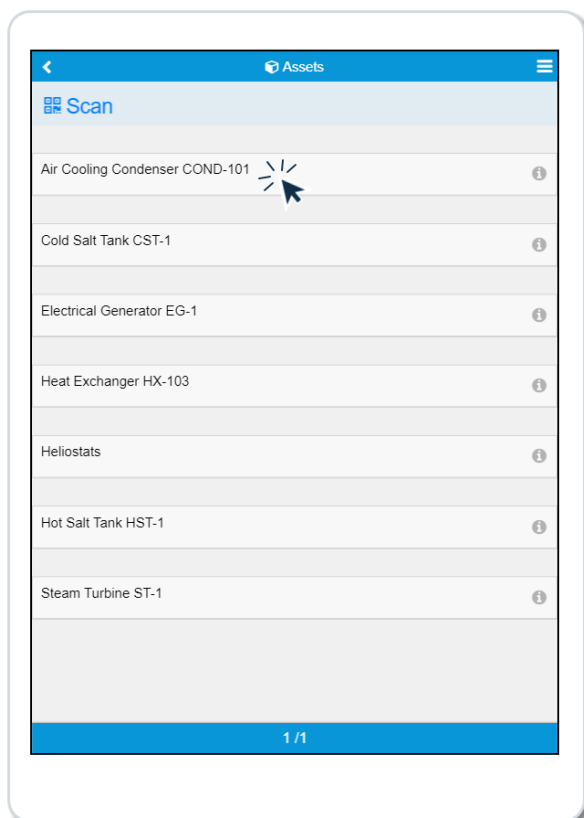 Assets
Scan
Air Cooling Condenser COND-101
Cold Salt Tank CST-1
Electrical Generator EG-1
Heat Exchanger HX-103
Heliostats
Hot Salt Tank HST-1
Steam Turbine ST-1
1 /1